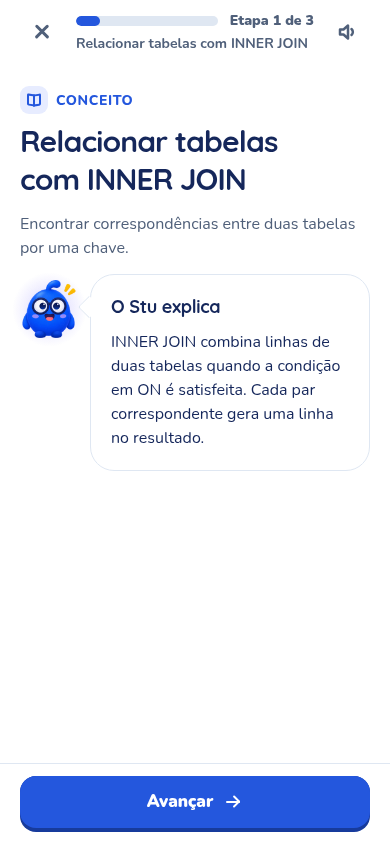 Etapa 1 de 3
Relacionar tabelas com INNER JOIN
CONCEITO
Relacionar tabelas
com INNER JOIN
Encontrar correspondências entre duas tabelas
por uma chave.
O Stu explica
INNER JOIN combina linhas de
duas tabelas quando a condição
em ON é satisfeita. Cada par
correspondente gera uma linha
no resultado.
Avançar